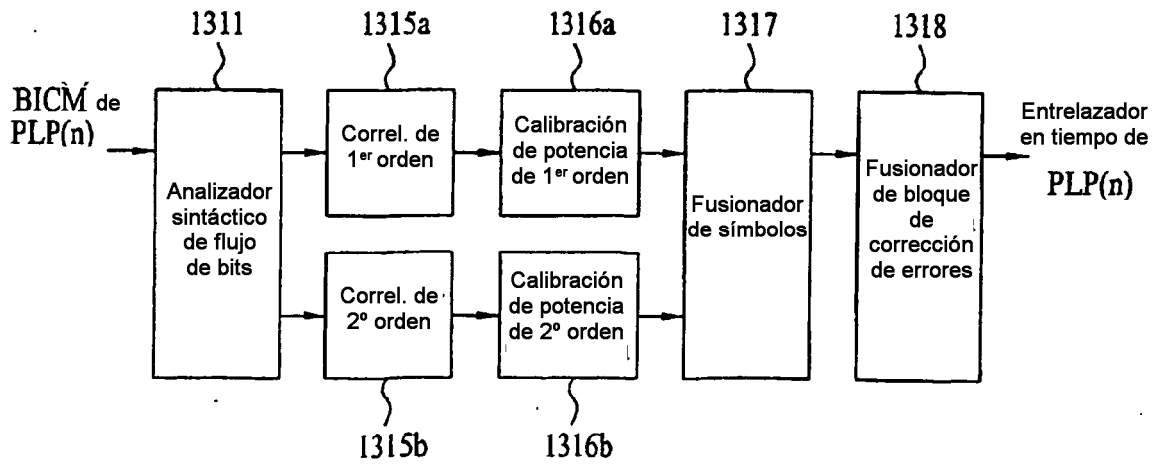 1311
1315a
1316a
1317
1318
BICM de
PLP(n)
Analizador
sintáctico
de flujo
de bits
Correl. de
1er orden
Calibración
de potencia
de 1er orden
Fusionador
de símbolos
Fusionador
de bloque
de
corrección
de errores
Entrelazador
en tiempo de
PLP(n)
Correl. de
2º orden
Calibración
de potencia
de 2º orden
1315b
1316b